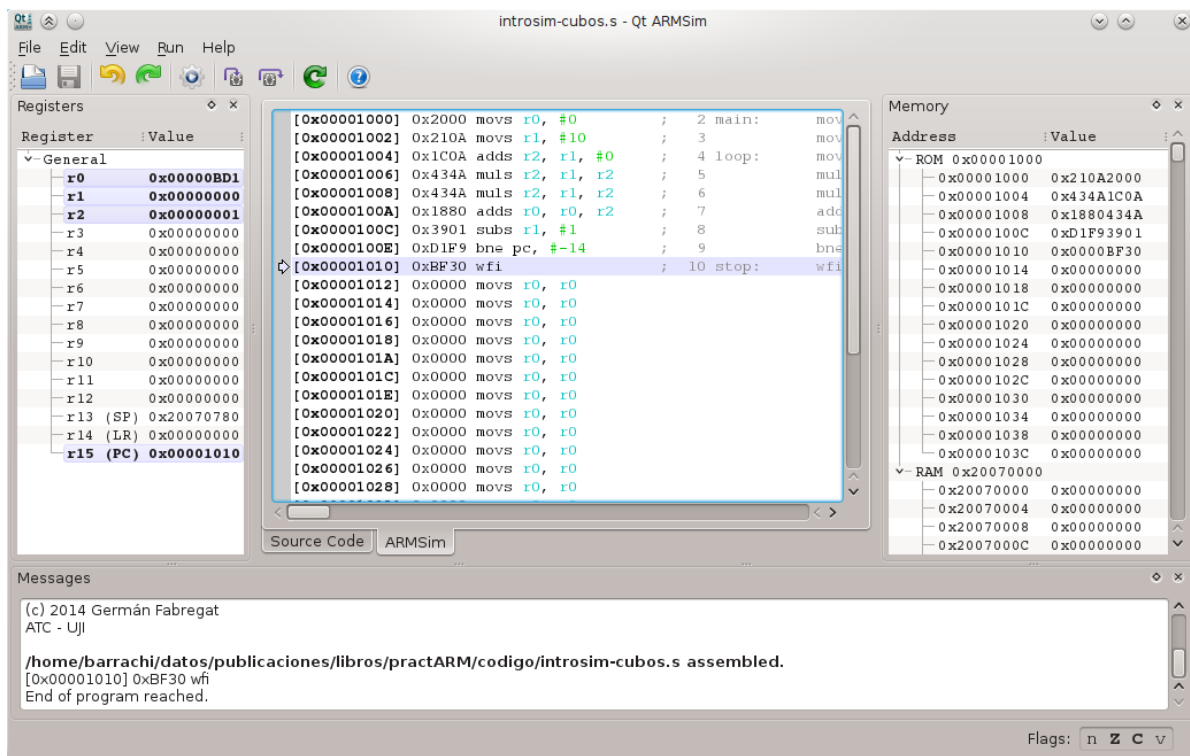 introsim-cubos.s - Qt ARMSim
File Edit View Run Help
Registers
Register Value
General
r0 0x00000BD1
r1 0x00000000
r2 0x00000001
r3 0x00000000
r4 0x00000000
r5 0x00000000
r6 0x00000000
r7 0x00000000
r8 0x00000000
r9 0x00000000
r10 0x00000000
r11 0x00000000
r12 0x00000000
r13 (SP) 0x20070780
r14 (LR) 0x00000000
r15 (PC) 0x00001010
[0x00001000] 0x2000 movs r0, #0 ; 2 main: mov
[0x00001002] 0x210A movs r1, #10 ; 3
[0x00001004] 0x1C0A adds r2, r1, #0 ; 4 loop: mov
[0x00001006] 0x434A muls r2, r1, r2 ; 5 mul
[0x00001008] 0x434A muls r2, r1, r2 ; 6 mul
[0x0000100A] 0x1880 adds r0, r0, r2 ; 7 add
[0x0000100C] 0x3901 subs r1, #1 ; 8 sub
[0x0000100E] 0xD1F9 bne pc, #-14 ; 9 bne
[0x00001010] 0xBF30 wfi ; 10 stop: wfi
[0x00001012] 0x0000 movs r0, r0
[0x00001014] 0x0000 movs r0, r0
[0x00001016] 0x0000 movs r0, r0
[0x00001018] 0x0000 movs r0, r0
[0x0000101A] 0x0000 movs r0, r0
[0x0000101C] 0x0000 movs r0, r0
[0x0000101E] 0x0000 movs r0, r0
[0x00001020] 0x0000 movs r0, r0
[0x00001022] 0x0000 movs r0, r0
[0x00001024] 0x0000 movs r0, r0
[0x00001026] 0x0000 movs r0, r0
[0x00001028] 0x0000 movs r0, r0
Source Code ARMSim
Memory
Address Value
ROM 0x00001000
0x00001000 0x210A2000
0x00001004 0x434A1C0A
0x00001008 0x1880434A
0x0000100C 0xD1F93901
0x00001010 0x0000BF30
0x00001014 0x00000000
0x00001018 0x00000000
0x0000101C 0x00000000
0x00001020 0x00000000
0x00001024 0x00000000
0x00001028 0x00000000
0x0000102C 0x00000000
0x00001030 0x00000000
0x00001034 0x00000000
0x00001038 0x00000000
0x0000103C 0x00000000
RAM 0x20070000
0x20070000 0x00000000
0x20070004 0x00000000
0x20070008 0x00000000
0x2007000C 0x00000000
Messages
(c) 2014 Germán Fabregat
ATC - UJI
/home/barrachi/datos/publicaciones/libros/practARM/codigo/introsim-cubos.s assembled.
[0x00001010] 0xBF30 wfi
End of program reached.
Flags: n Z C v